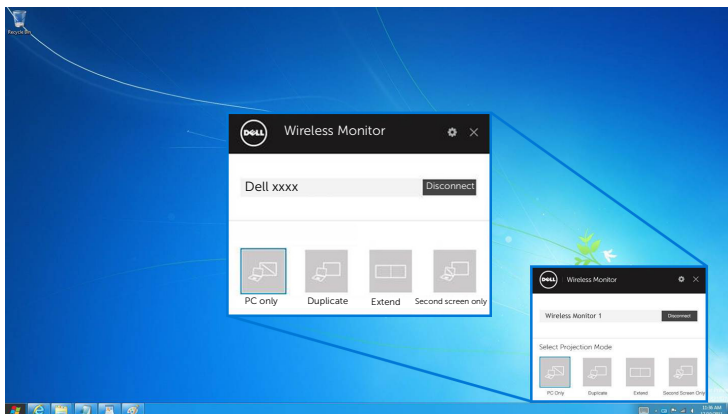 Recycle Bin
DELL
Wireless Monitor
Dell xxxx
Disconnect
PC only
Duplicate
Extend
Second screen only
DELL
Wireless Monitor
Wireless Monitor 1
Disconnect
Select Projection Mode
PC Only
Duplicate
Extend
Second Screen Only